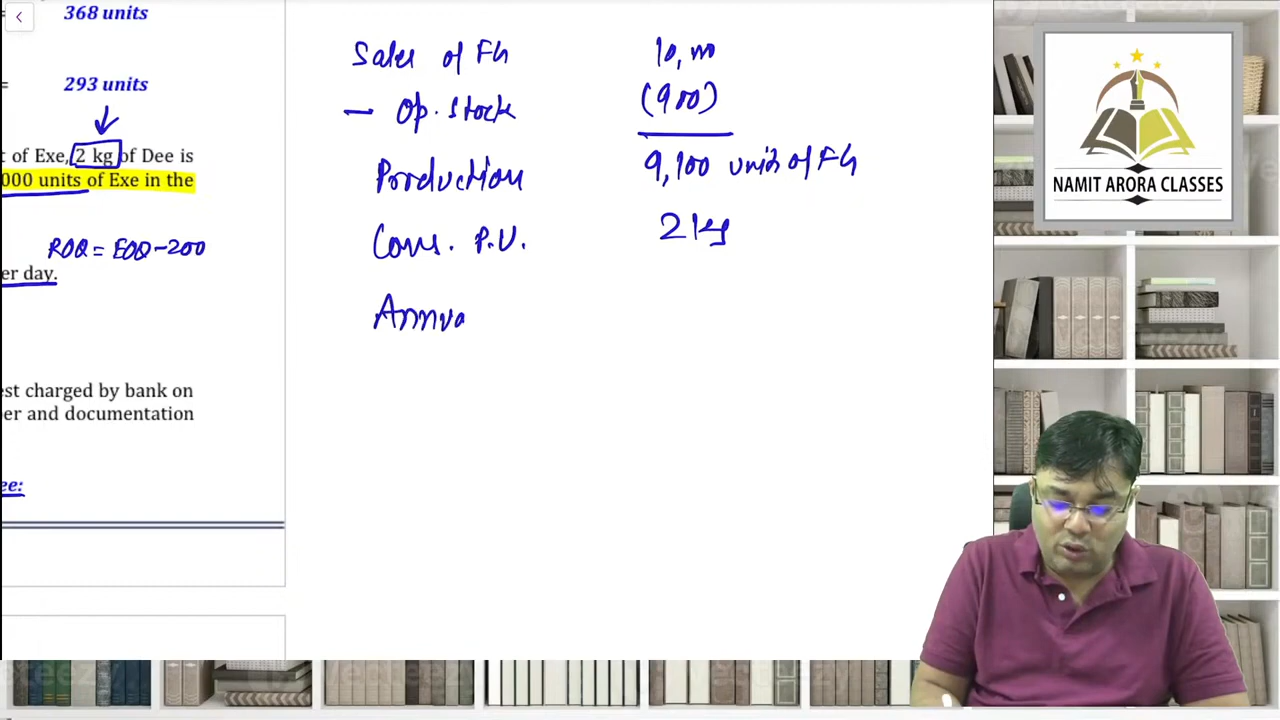 368 units
=
293 units
t of Exe, 2 kg of Dee is
000 units of Exe in the
ROQ = EOQ - 200
er day.
est charged by bank on
per and documentation
ee:
Sales of FG 10,000
- Op. Stock (900)
Production 9,100 units of FG
Cons. P.U. 2 kg
Annua
NAMIT ARORA CLASSES